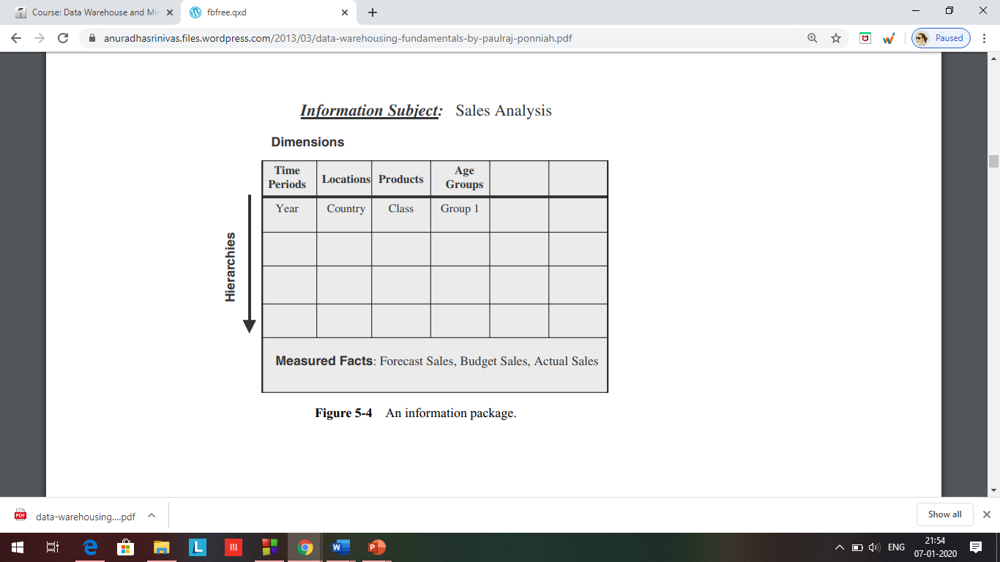 Course: Data Warehouse and Mir
fbfree.qxd
anuradhasrinivas.files.wordpress.com/2013/03/data-warehousing-fundamentals-by-paulraj-ponniah.pdf
Paused
Information Subject: Sales Analysis
Dimensions
Time Periods Locations Products Age Groups
Year Country Class Group 1
Hierarchies
Measured Facts: Forecast Sales, Budget Sales, Actual Sales
Figure 5-4 An information package.
PDF
data-warehousing....pdf
Show all
L
W
P
ENG
21:54
07-01-2020